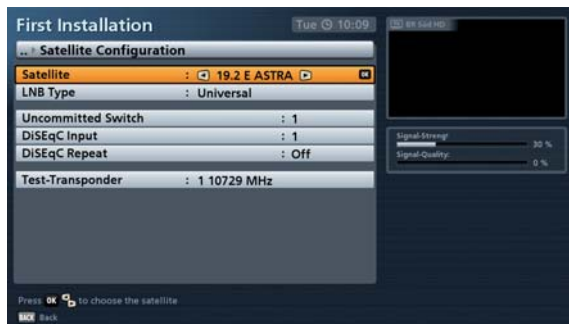 First Installation
Tue 10:09
BR Süd HD
.. Satellite Configuration
Satellite : 19.2 E ASTRA OK
LNB Type : Universal
Uncommitted Switch : 1
DiSEqC Input : 1
DiSEqC Repeat : Off
Test-Transponder : 1 10729 MHz
Signal-Streng:
30 %
Signal-Quality:
0 %
Press OK to choose the satellite
BACK Back